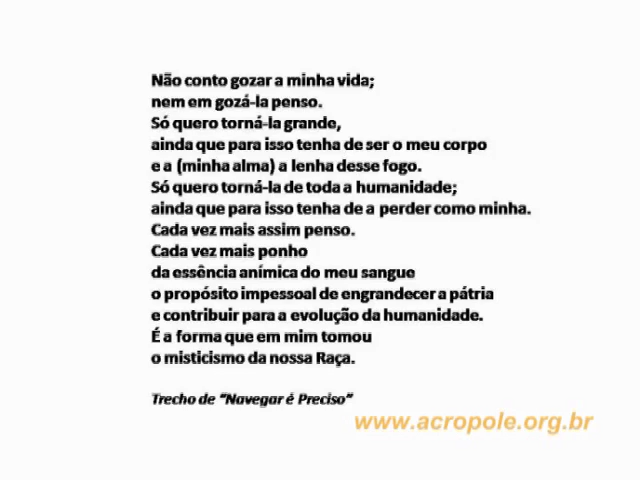 Não conto gozar a minha vida;
nem em gozá-la penso.
Só quero torná-la grande,
ainda que para isso tenha de ser o meu corpo
e a (minha alma) a lenha desse fogo.
Só quero torná-la de toda a humanidade;
ainda que para isso tenha de a perder como minha.
Cada vez mais assim penso.
Cada vez mais ponho
da essência anímica do meu sangue
o propósito impessoal de engrandecer a pátria
e contribuir para a evolução da humanidade.
É a forma que em mim tomou
o misticismo da nossa Raça.
Trecho de "Navegar é Preciso"
www.acropole.org.br